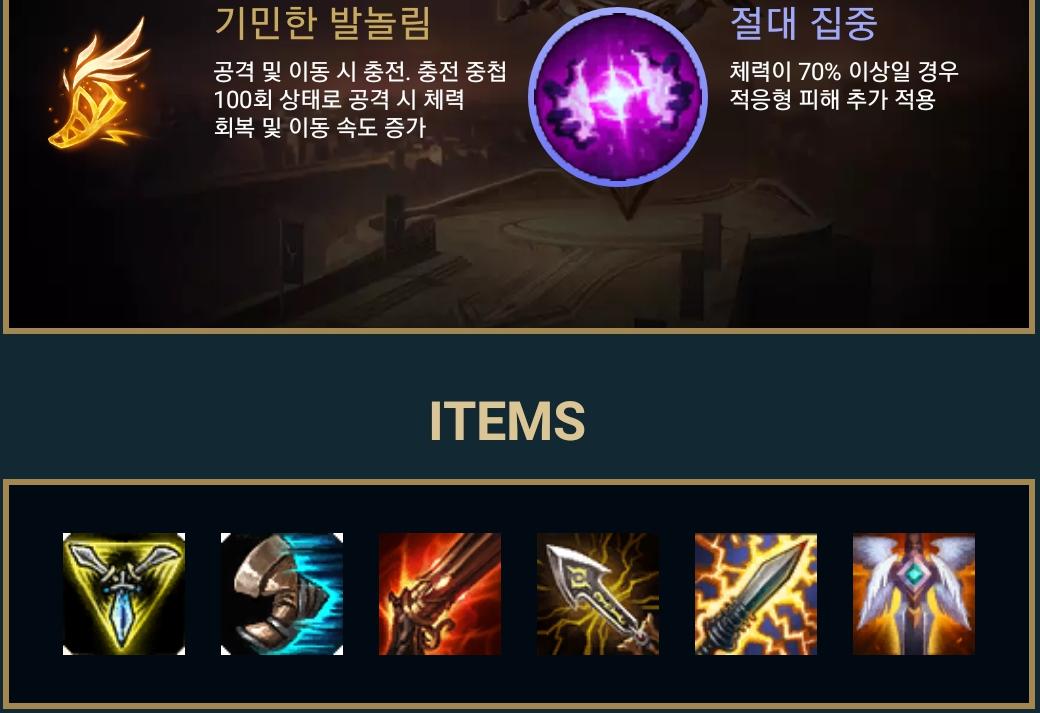 기민한 발놀림
공격 및 이동 시 충전. 충전 중첩
100회 상태로 공격 시 체력
회복 및 이동 속도 증가
절대 집중
체력이 70% 이상일 경우
적응형 피해 추가 적용
ITEMS